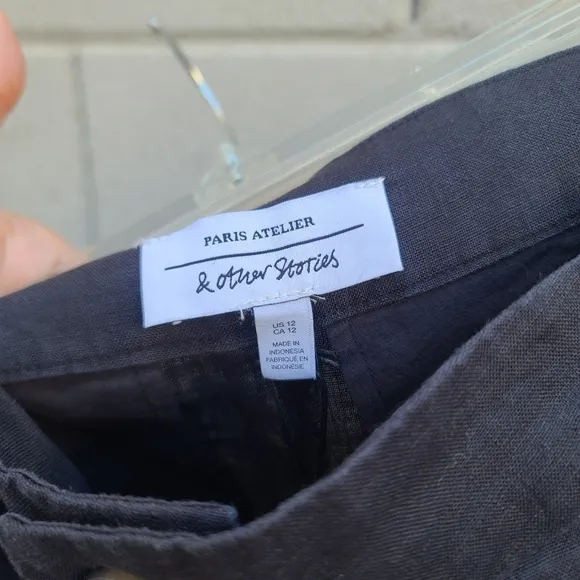 PARIS ATELIER
& Other Stories
US 12
CA 12
MADE IN
INDONESIA
FABRIQUÉ EN
INDONÉSIE